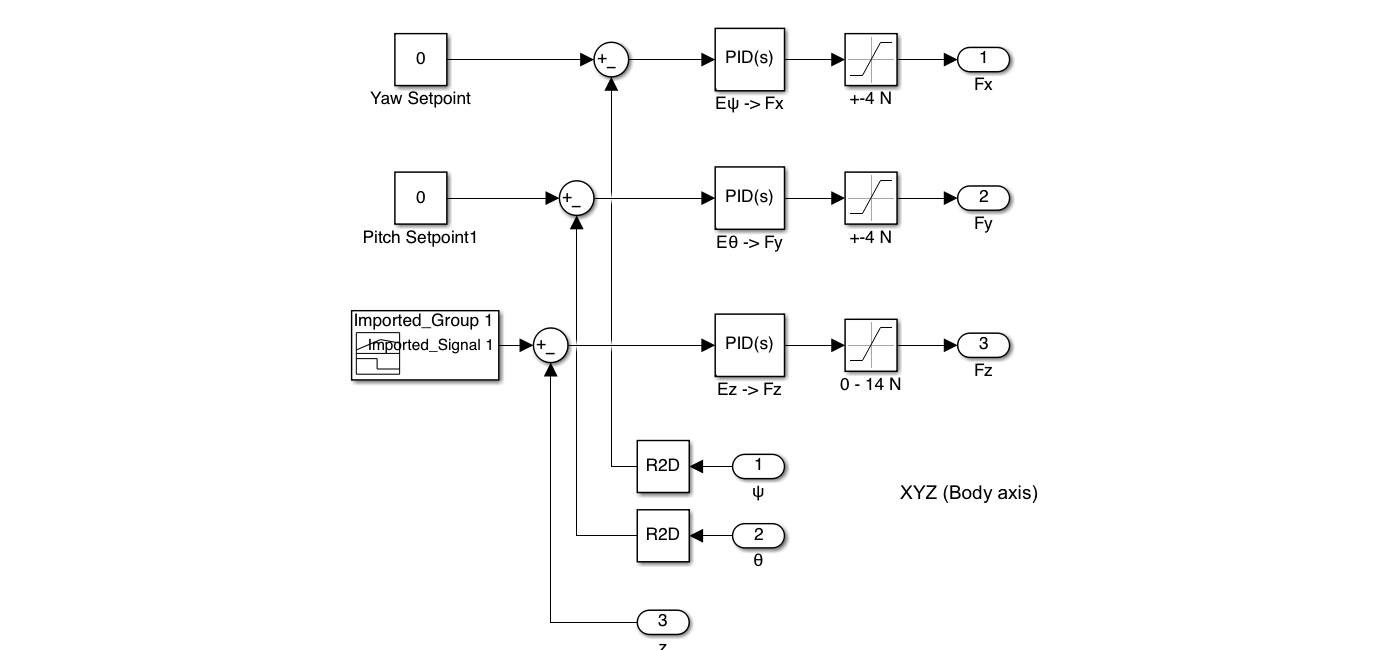 0
+
_
PID(s)
1
Yaw Setpoint
Eψ -> Fx
+-4 N
Fx
0
+
_
PID(s)
2
Pitch Setpoint1
Eθ -> Fy
+-4 N
Fy
Imported_Group 1
Imported_Signal 1
+
_
PID(s)
3
Ez -> Fz
0 - 14 N
Fz
R2D
1
ψ
XYZ (Body axis)
R2D
2
θ
3
z